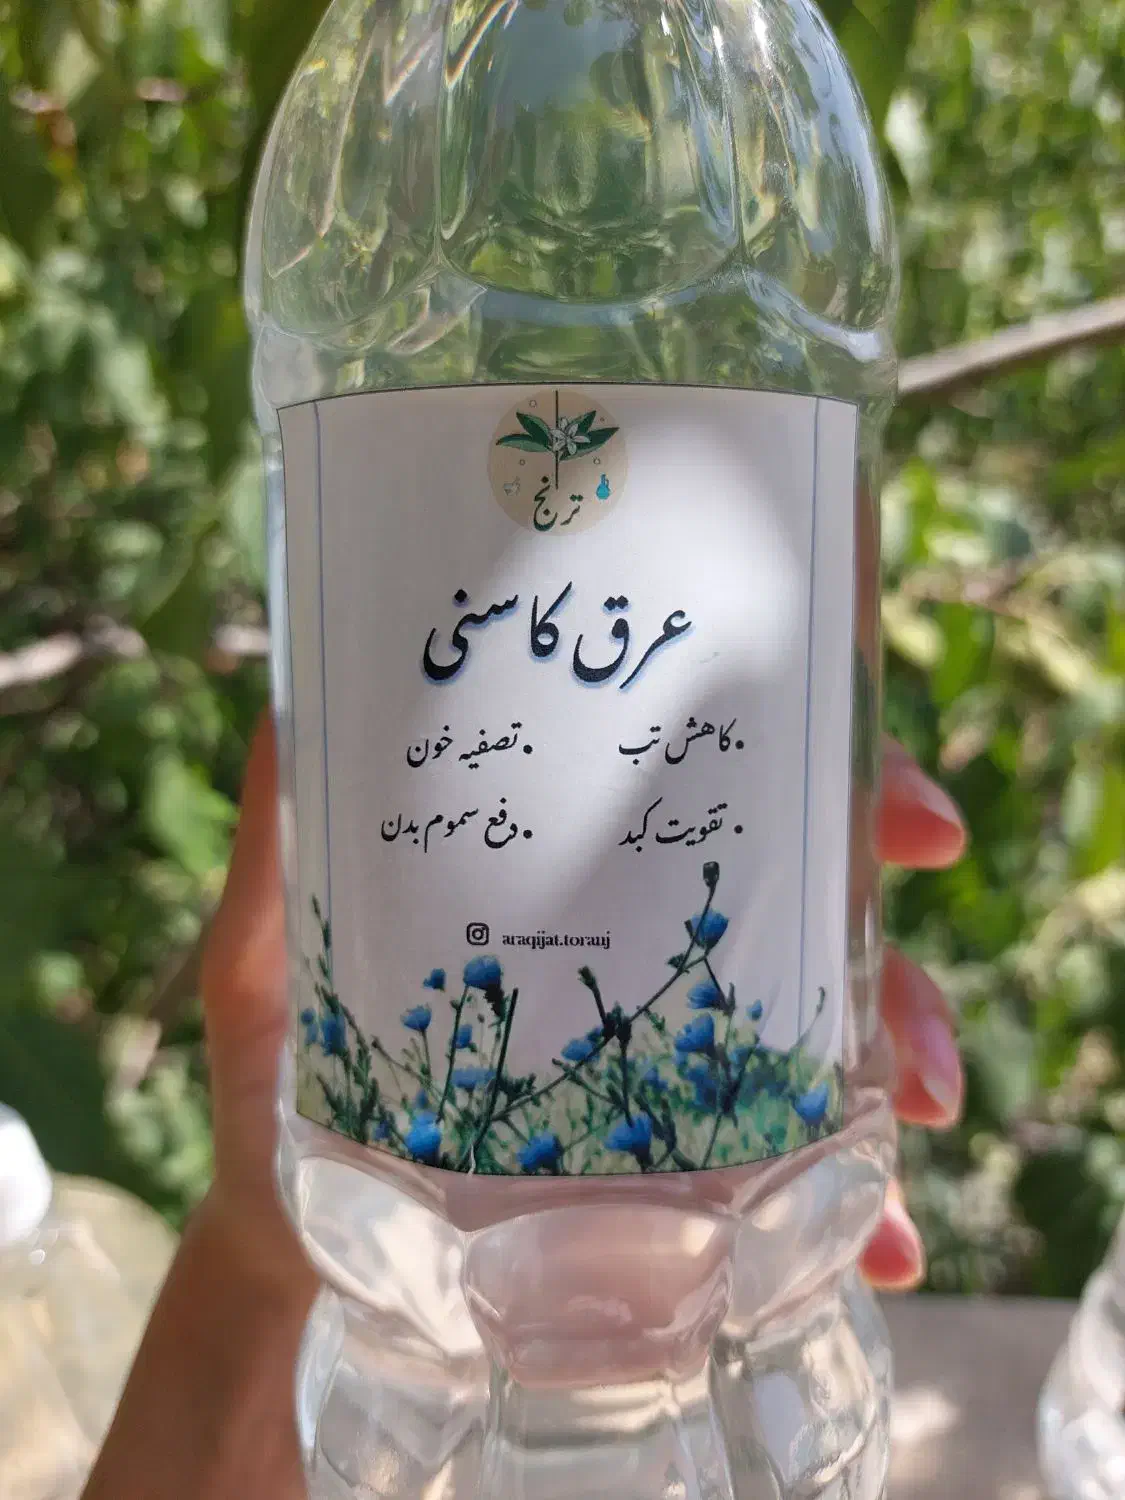 ترنج
عرق کاسنی
•کاهش تب •تصفیه خون
•تقویت کبد •دفع سموم بدن
araqijat.toranj